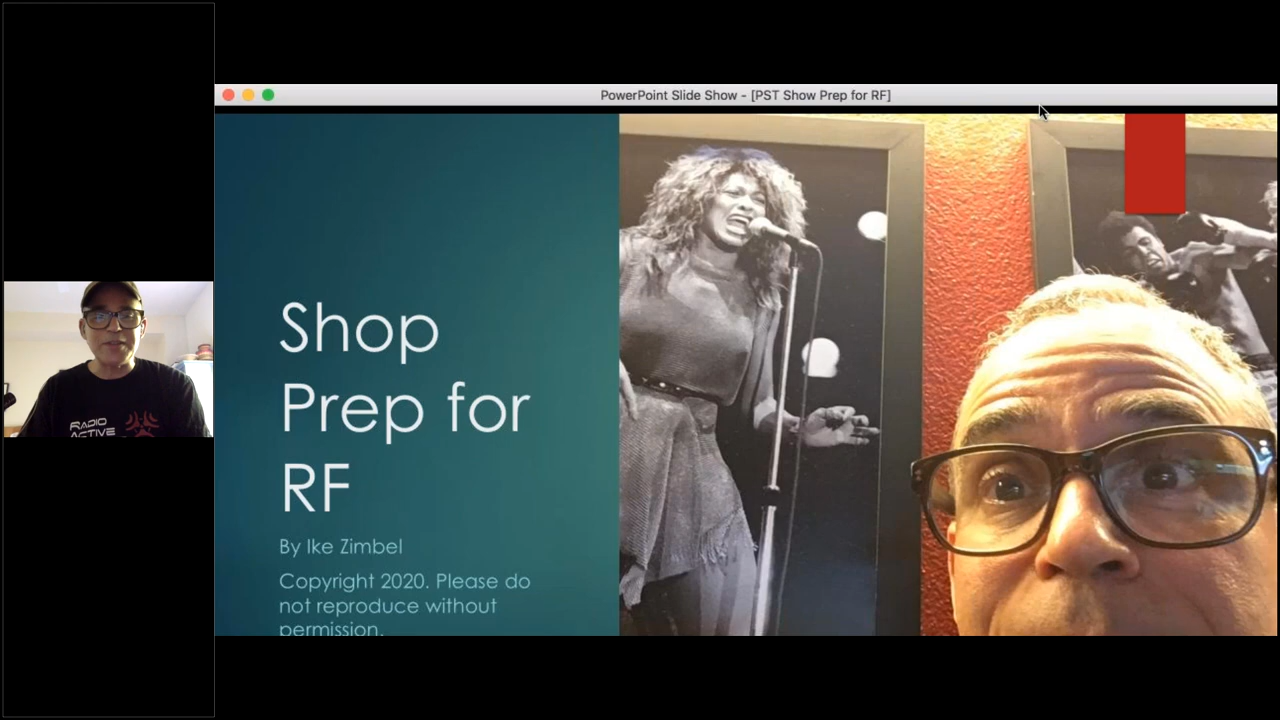 PowerPoint Slide Show - [PST Show Prep for RF]
Shop
Prep for
RF
By Ike Zimbel
Copyright 2020. Please do
not reproduce without
permission.
RADIO
ACTIVE